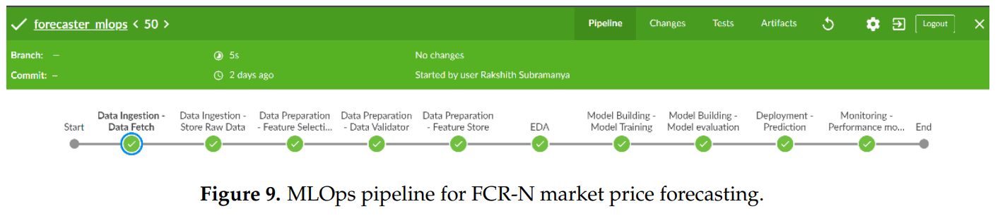 forecaster_mlops < 50 >
Pipeline Changes Tests Artifacts Logout
Branch: – 5s No changes
Commit: – 2 days ago Started by user Rakshith Subramanya
Start
Data Ingestion -
Data Fetch
Data Ingestion -
Store Raw Data
Data Preparation
- Feature Selecti...
Data Preparation
- Data Validator
Data Preparation
- Feature Store
EDA
Model Building -
Model Training
Model Building -
Model evaluation
Deployment -
Prediction
Monitoring -
Performance mo...
End
Figure 9. MLOps pipeline for FCR-N market price forecasting.